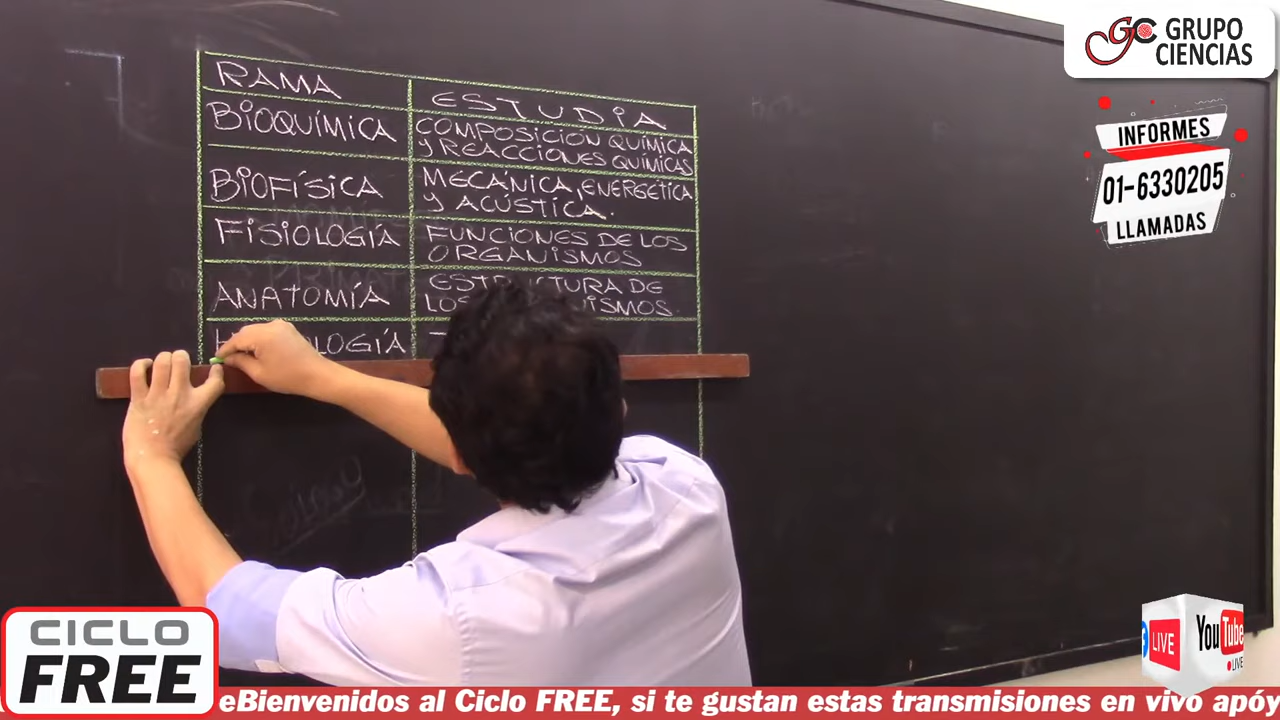 GRUPO
CIENCIAS
INFORMES
01-6330205
LLAMADAS
RAMA
ESTUDIA
BIOQUÍMICA
COMPOSICIÓN QUÍMICA
Y REACCIONES QUÍMICAS
BIOFÍSICA
MECÁNICA, ENERGÉTICA
Y ACÚSTICA.
FISIOLOGÍA
FUNCIONES DE LOS
ORGANISMOS
ANATOMÍA
ESTRUCTURA DE
LOS
CICLO
FREE
LIVE
YouTube
LIVE
eBienvenidos al Ciclo FREE, si te gustan estas transmisiones en vivo apóy